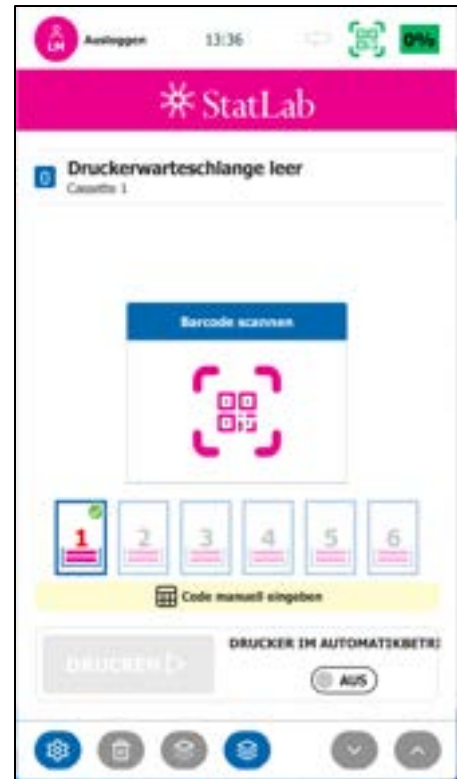 LM Ausloggen 13:36 0%
StatLab
0 Druckerwarteschlange leer
Cassette 1
Barcode scannen
1 2 3 4 5 6
Code manuell eingeben
DRUCKER IM AUTOMATIKBETRI
DRUCKEN
AUS